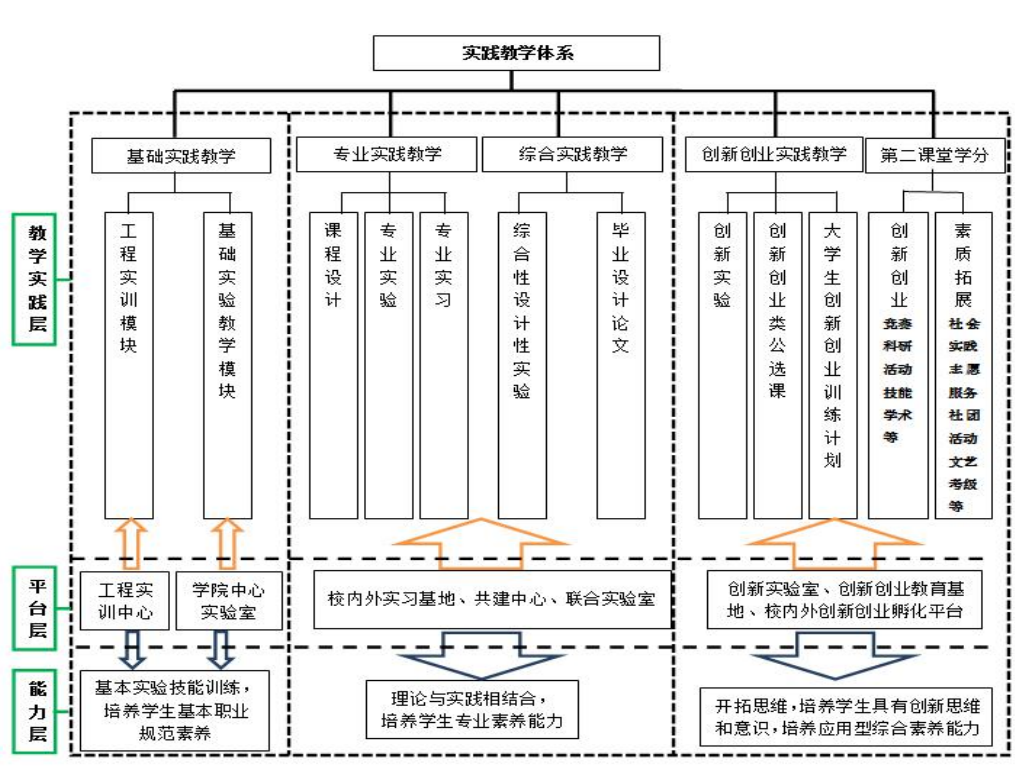 实践教学体系
基础实践教学
专业实践教学
综合实践教学
创新创业实践教学
第二课堂学分
教学实践层
工程实训模块
基础实验教学模块
课程设计
专业实验
专业实习
综合性设计性实验
毕业设计论文
创新实验
创新创业类公选课
大学生创新创业训练计划
创新创业
竞赛
科研
活动
技能
学术
等
素质拓展
社会
实践
志愿
服务
社团
活动
文艺
考级
等
平台层
工程实
训中心
学院中心
实验室
校内外实习基地、共建中心、联合实验室
创新实验室、创新创业教育基
地、校内外创新创业孵化平台
能力层
基本实验技能训练，
培养学生基本职业
规范素养
理论与实践相结合，
培养学生专业素养能力
开拓思维，培养学生具有创新思维
和意识，培养应用型综合素养能力